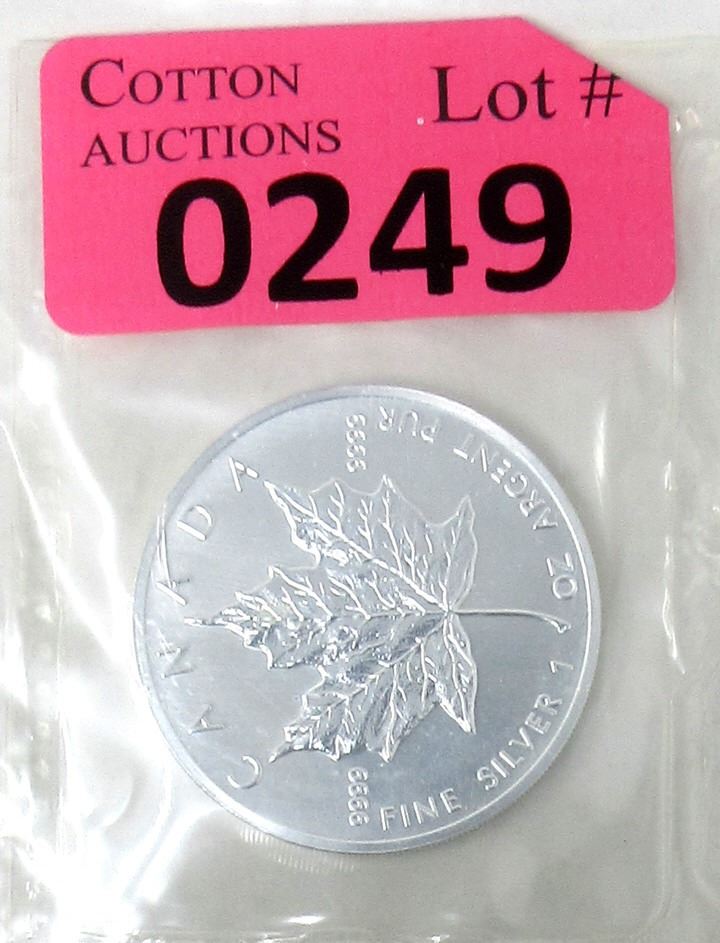 COTTON
AUCTIONS
Lot #
0249
CANADA
9999
9999
FINE SILVER 1 OZ ARGENT PUR